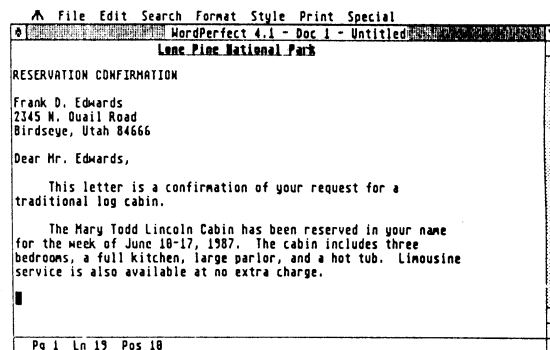 File Edit Search Format Style Print Special
WordPerfect 4.1 - Doc 1 - Untitled
Lone Pine National Park
RESERVATION CONFIRMATION
Frank D. Edwards
2345 N. Quail Road
Birdseye, Utah 84666
Dear Mr. Edwards,
This letter is a confirmation of your request for a
traditional log cabin.
The Mary Todd Lincoln Cabin has been reserved in your name
for the week of June 10-17, 1987. The cabin includes three
bedrooms, a full kitchen, large parlor, and a hot tub. Limousine
service is also available at no extra charge.
Pg 1 Ln 19 Pos 10